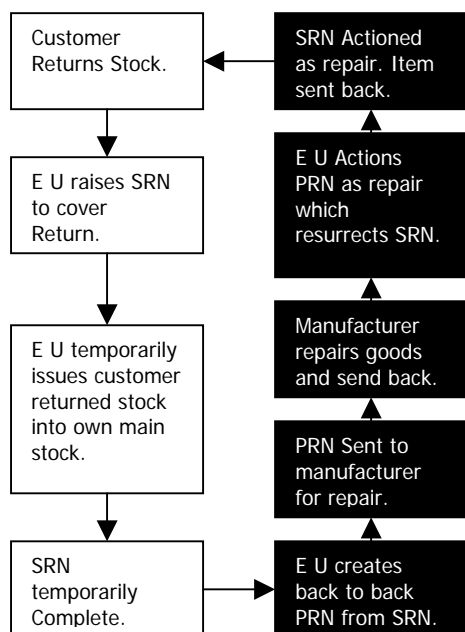 Customer
Returns Stock.
E U raises SRN
to cover
Return.
E U temporarily
issues customer
returned stock
into own main
stock.
SRN
temporarily
Complete.
E U creates
back to back
PRN from SRN.
PRN Sent to
manufacturer
for repair.
Manufacturer
repairs goods
and send back.
E U Actions
PRN as repair
which
resurrects SRN.
SRN Actioned
as repair. Item
sent back.